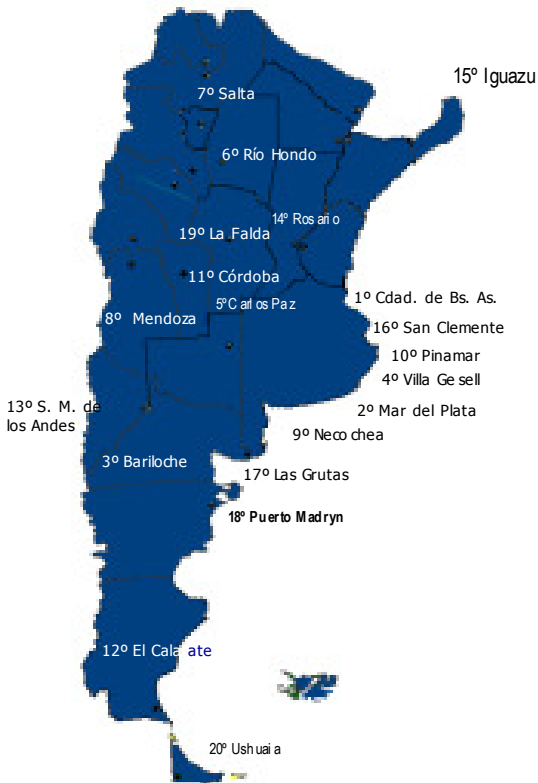 15º Iguazu
7º Salta
6º Río Hondo
14º Rosario
19º La Falda
11º Córdoba
5ºCarlos Paz
1º Cdad. de Bs. As.
8º Mendoza
16º San Clemente
10º Pinamar
4º Villa Gesell
13º S. M. de
los Andes
2º Mar del Plata
9º Necochea
3º Bariloche
17º Las Grutas
18º Puerto Madryn
12º El Calafate
20º Ushuaia